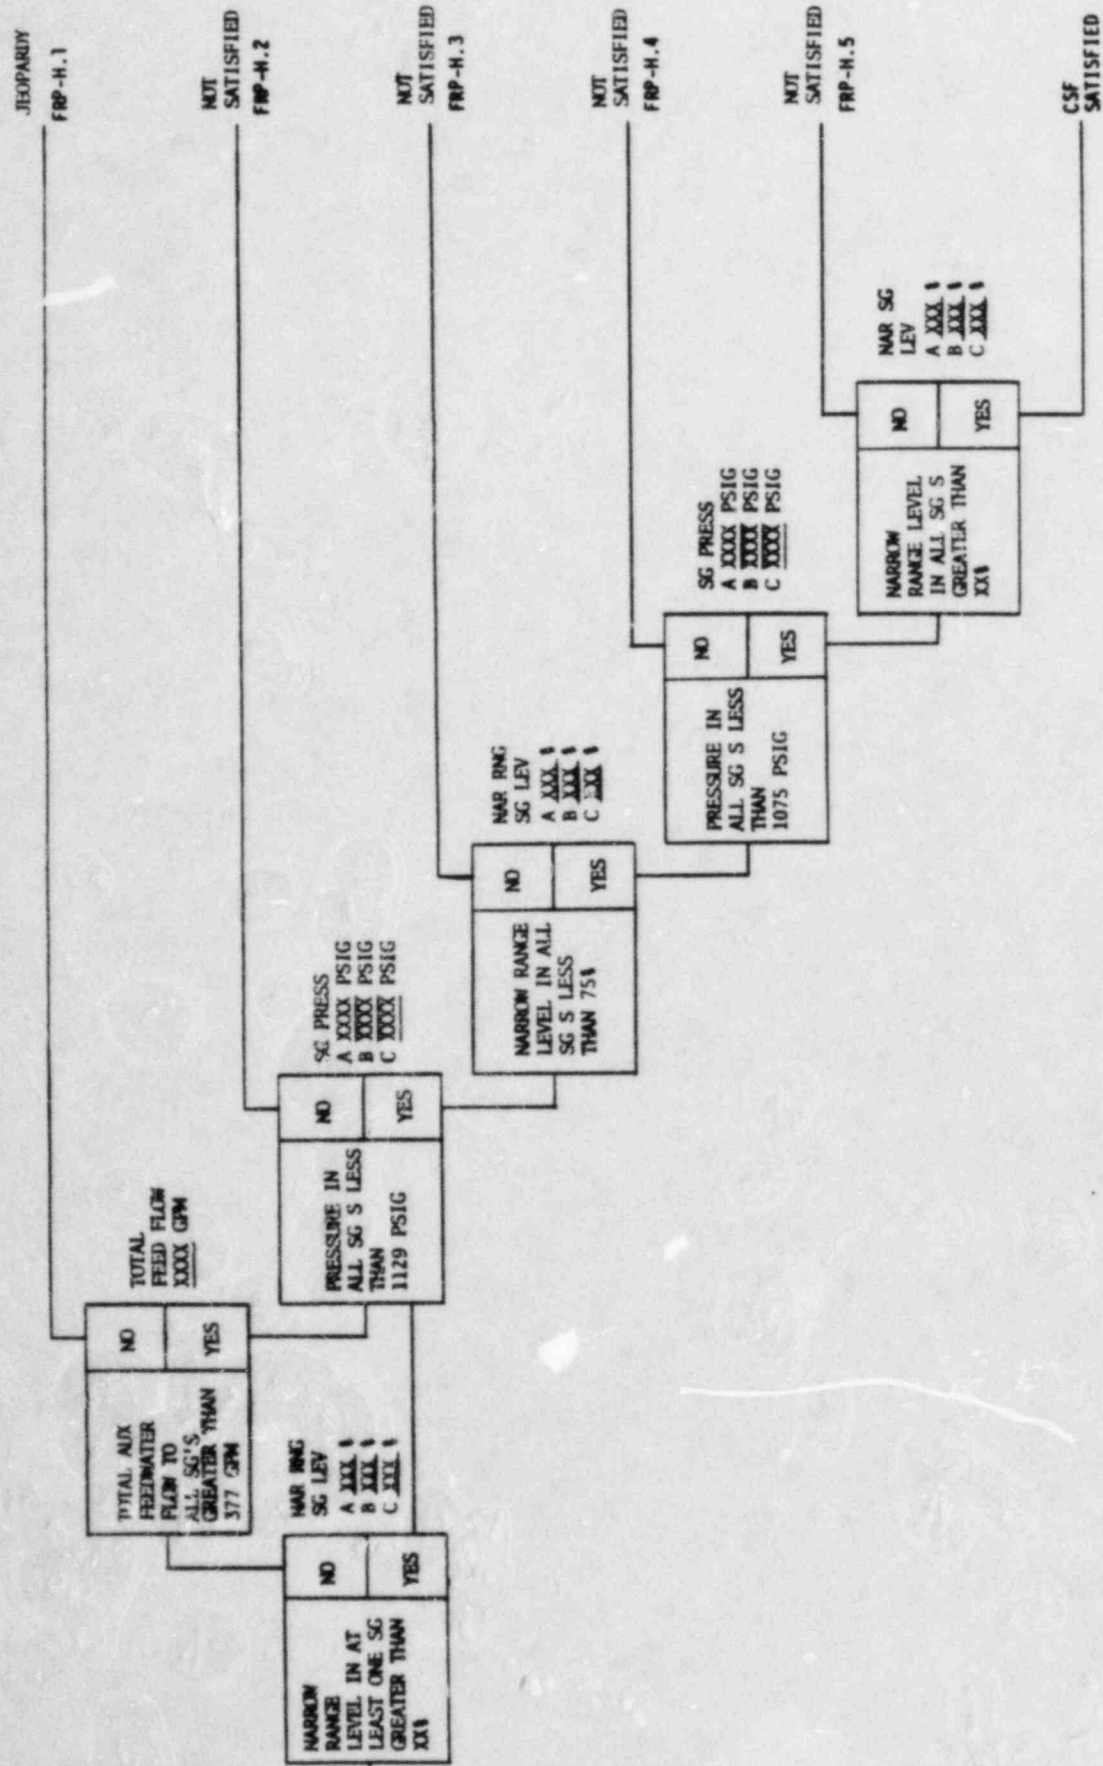 NARROW
RANGE
LEVEL IN AT
LEAST ONE SG
GREATER THAN
XX%
NO
YES
NAR RNG
SG LEV
A XXX %
B XXX %
C XXX %
TOTAL AUX
FEEDWATER
FLOW TO
ALL SG'S
GREATER THAN
377 GPM
NO
YES
TOTAL
FEED FLOW
XXXX GPM
JEOPARDY
FRP-H.1
PRESSURE IN
ALL SG S LESS
THAN
1129 PSIG
NO
YES
SG PRESS
A XXXX PSIG
B XXXX PSIG
C XXXX PSIG
NOT
SATISFIED
FRP-H.2
NARROW RANGE
LEVEL IN ALL
SG S LESS
THAN 75%
NO
YES
NAR RNG
SG LEV
A XXX %
B XXX %
C XXX %
NOT
SATISFIED
FRP-H.3
PRESSURE IN
ALL SG S LESS
THAN
1075 PSIG
NO
YES
SG PRESS
A XXXX PSIG
B XXXX PSIG
C XXXX PSIG
NOT
SATISFIED
FRP-H.4
NARROW
RANGE LEVEL
IN ALL SG S
GREATER THAN
XX%
NO
YES
NAR SG
LEV
A XXX %
B XXX %
C XXX %
NOT
SATISFIED
FRP-H.5
CSF
SATISFIED